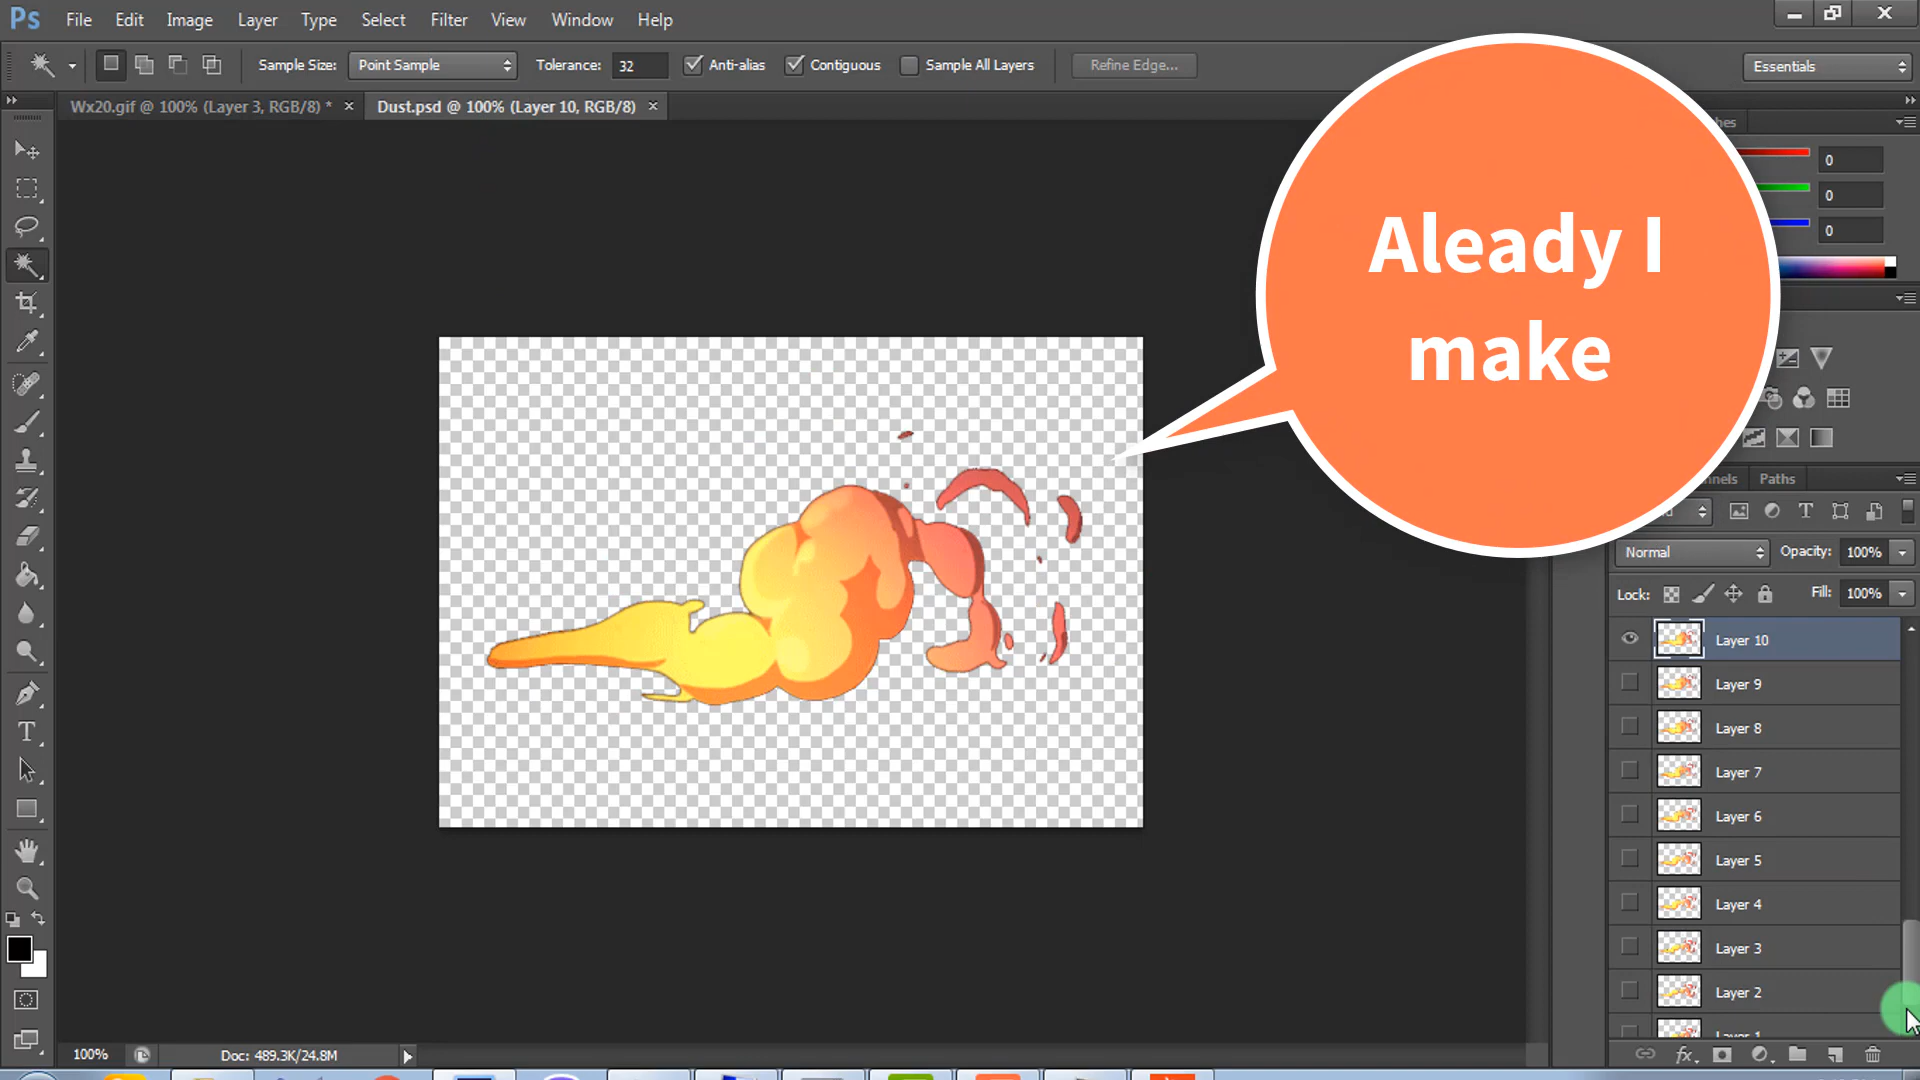 Ps File Edit Image Layer Type Select Filter View Window Help
Sample Size: Point Sample Tolerance: 32 Anti-alias Contiguous Sample All Layers Refine Edge... Essentials
Wx20.gif @ 100% (Layer 3, RGB/8) * × Dust.psd @ 100% (Layer 10, RGB/8) ×
0
0
0
Aleady I
make
Paths
Normal Opacity: 100%
Lock: Fill: 100%
Layer 10
Layer 9
Layer 8
Layer 7
Layer 6
Layer 5
Layer 4
Layer 3
Layer 2
Layer 1
100% Doc: 489.3K/24.8M